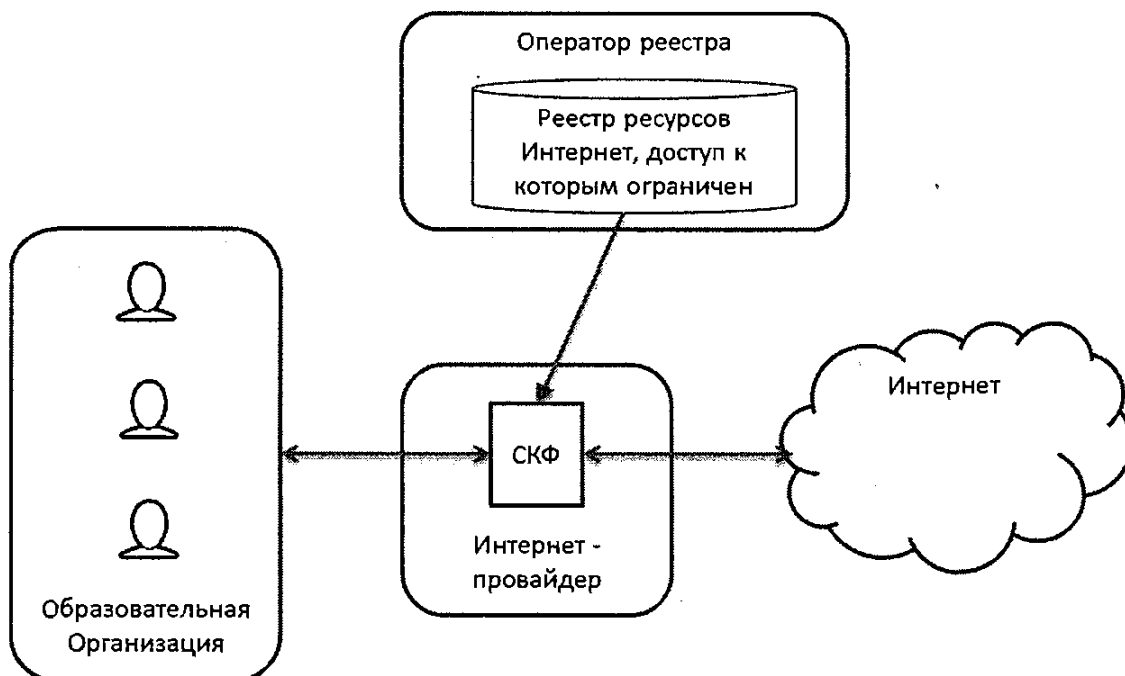 Оператор реестра
Реестр ресурсов
Интернет, доступ к
которым ограничен
Интернет
СКФ
Интернет -
провайдер
Образовательная
Организация